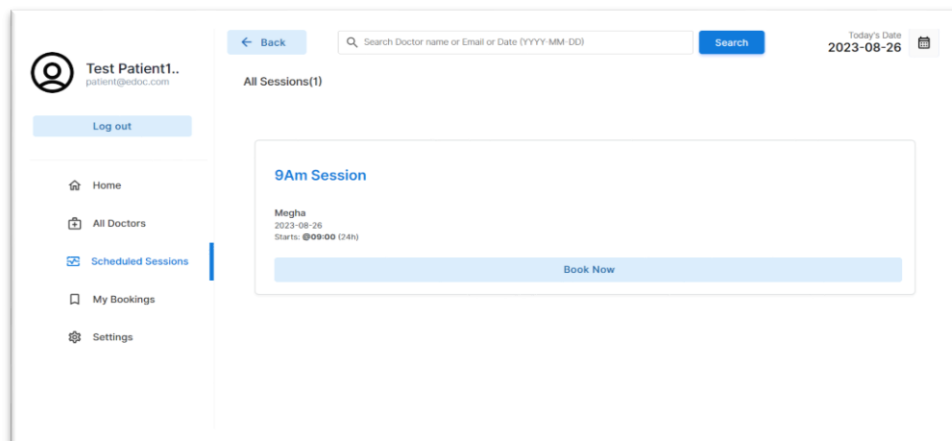 Test Patient1..
patient@edoc.com
Log out
Home
All Doctors
Scheduled Sessions
My Bookings
Settings
Back
Search Doctor name or Email or Date (YYYY-MM-DD)
Search
Today's Date
2023-08-26
All Sessions(1)
9Am Session
Megha
2023-08-26
Starts: @09:00 (24h)
Book Now